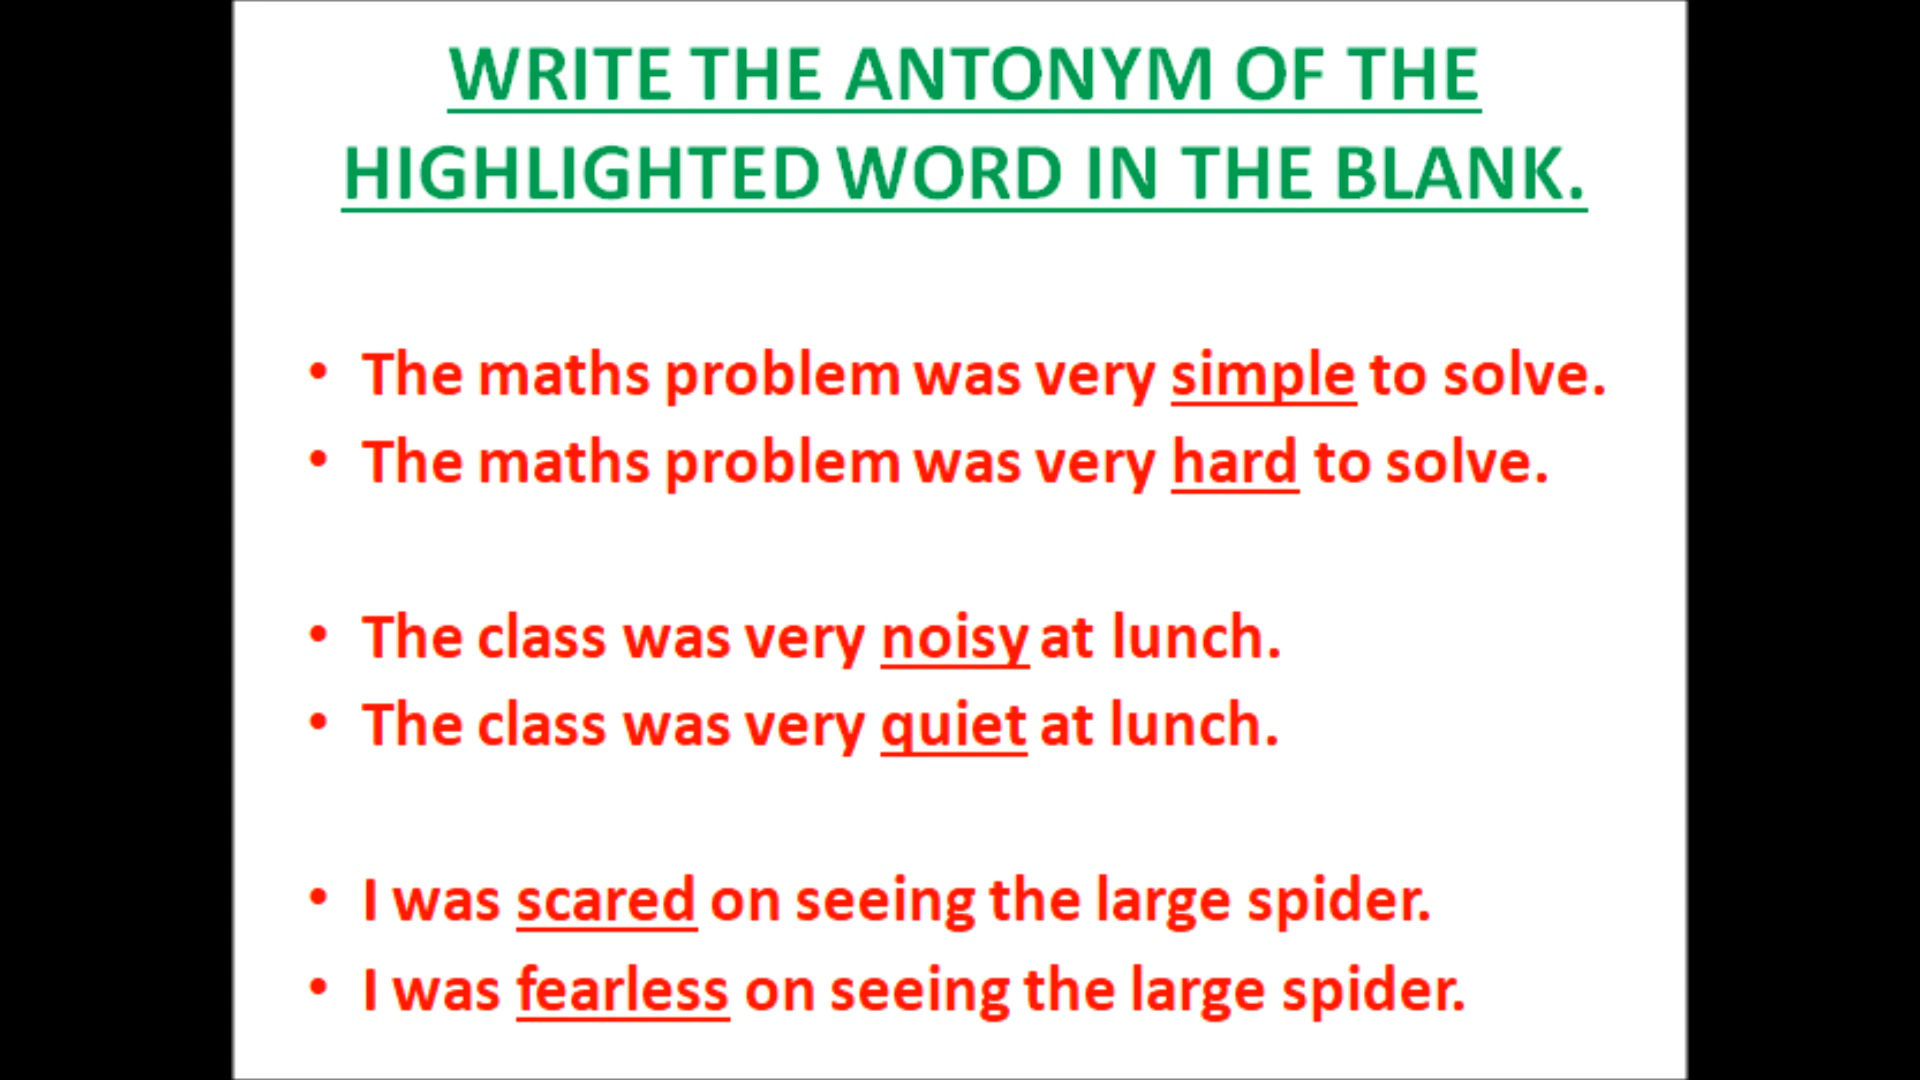 WRITE THE ANTONYM OF THE
HIGHLIGHTED WORD IN THE BLANK.
• The maths problem was very simple to solve.
• The maths problem was very hard to solve.
• The class was very noisy at lunch.
• The class was very quiet at lunch.
• I was scared on seeing the large spider.
• I was fearless on seeing the large spider.